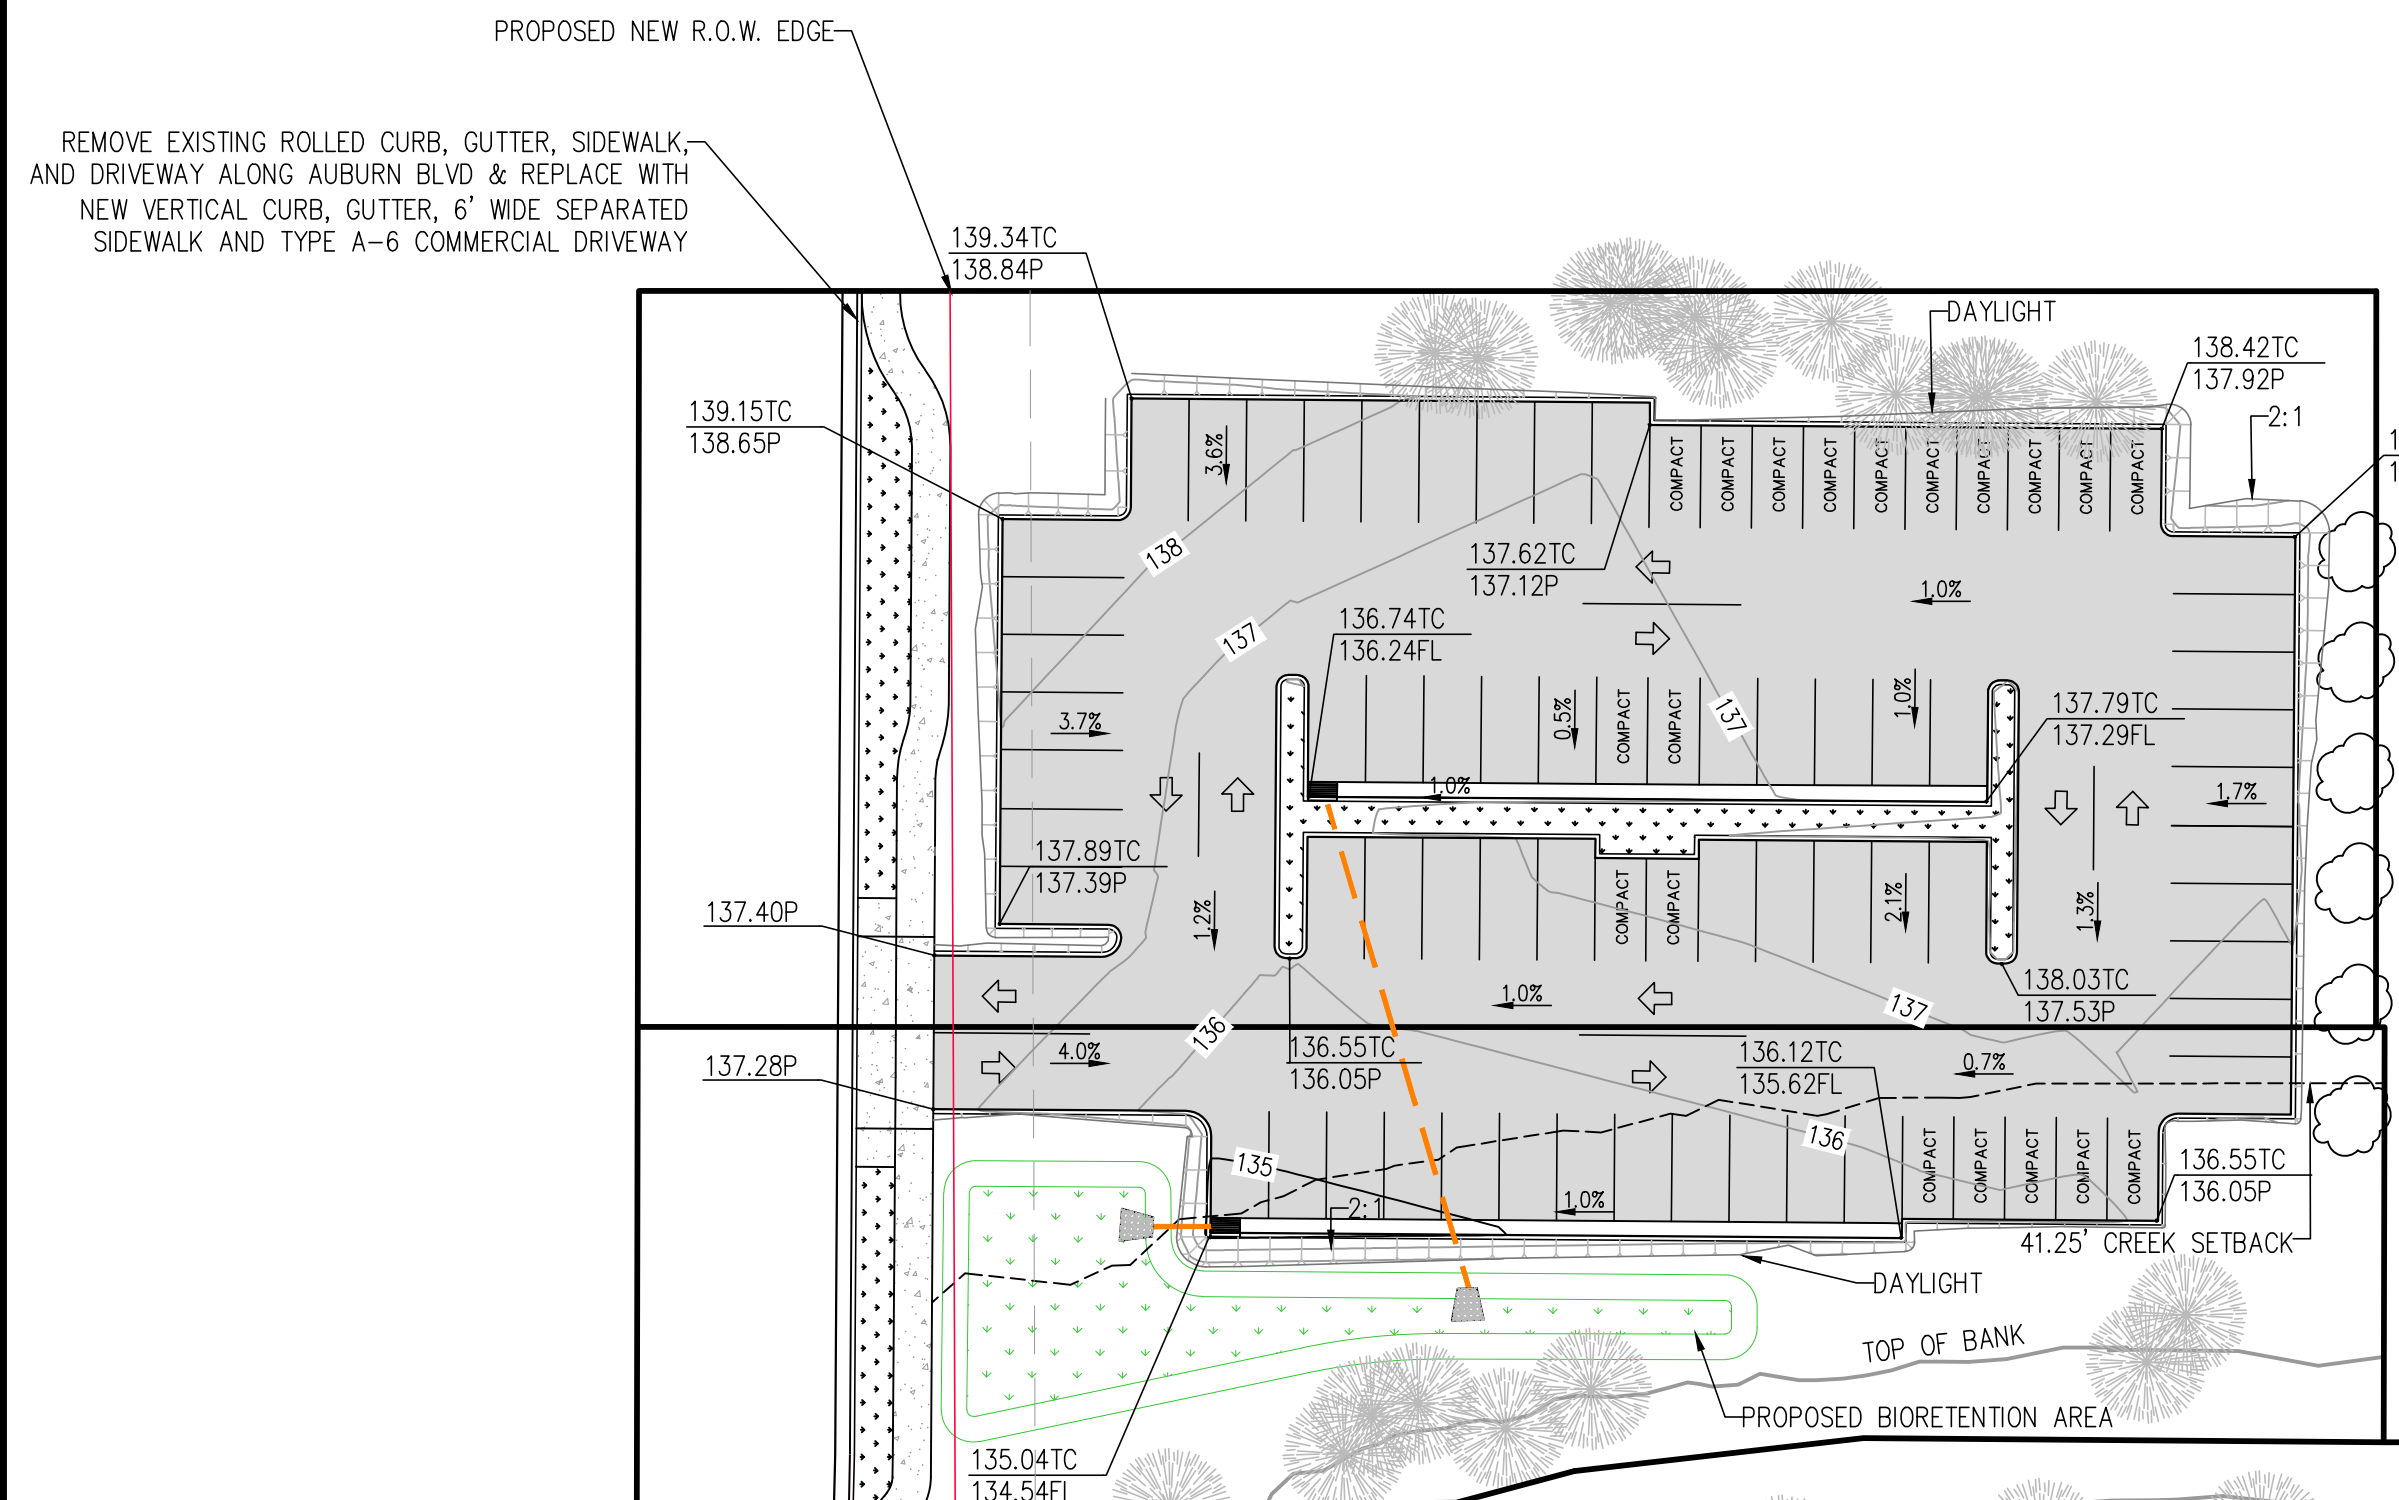 PROPOSED NEW R.O.W. EDGE
REMOVE EXISTING ROLLED CURB, GUTTER, SIDEWALK,
AND DRIVEWAY ALONG AUBURN BLVD & REPLACE WITH
NEW VERTICAL CURB, GUTTER, 6' WIDE SEPARATED
SIDEWALK AND TYPE A-6 COMMERCIAL DRIVEWAY
139.34TC
138.84P
DAYLIGHT
138.42TC
137.92P
2:1
139.15TC
138.65P
3.6%
COMPACT
COMPACT
COMPACT
COMPACT
COMPACT
COMPACT
COMPACT
COMPACT
COMPACT
COMPACT
1
1
138
137.62TC
137.12P
1.0%
137
136.74TC
136.24FL
3.7%
0.5%
COMPACT
COMPACT
137
1.0%
137.79TC
137.29FL
1.0%
1.7%
137.89TC
137.39P
137.40P
1.2%
COMPACT
COMPACT
2.1%
1.3%
138.03TC
137.53P
1.0%
137
136
137.28P
4.0%
136.55TC
136.05P
136.12TC
135.62FL
0.7%
136
135
COMPACT
COMPACT
COMPACT
COMPACT
COMPACT
136.55TC
136.05P
2:1
1.0%
41.25' CREEK SETBACK
DAYLIGHT
TOP OF BANK
PROPOSED BIORETENTION AREA
135.04TC
134.54FL